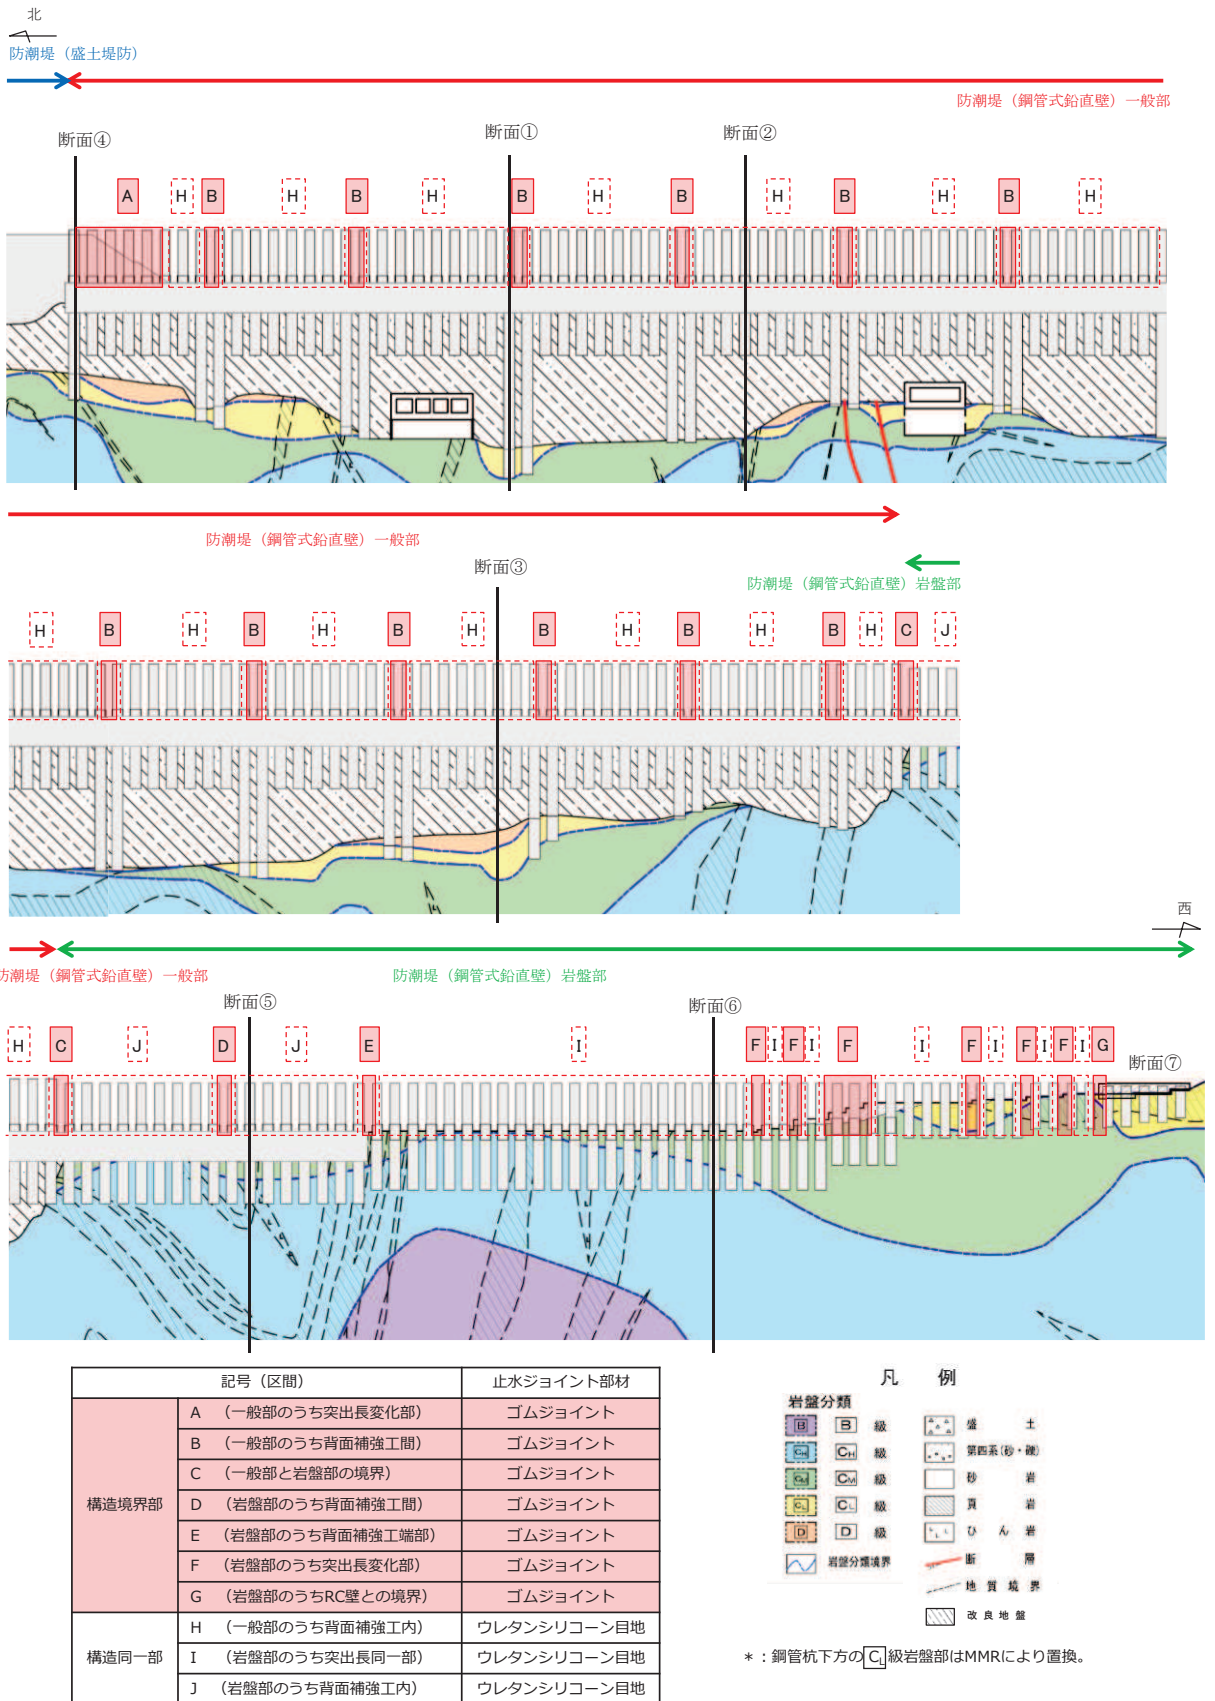 北
防潮堤（盛土堤防）
防潮堤（鋼管式鉛直壁）一般部
断面④ 断面① 断面②
A H B H B H B H B H B H B H
防潮堤（鋼管式鉛直壁）一般部
断面③
防潮堤（鋼管式鉛直壁）岩盤部
H B H B H B H B H B H B H C J
西
防潮堤（鋼管式鉛直壁）一般部 防潮堤（鋼管式鉛直壁）岩盤部
断面⑤ 断面⑥
H C J D J E I F I F I F I F I F I F I G
断面⑦
記号（区間） 止水ジョイント部材
構造境界部
A （一般部のうち突出長変化部） ゴムジョイント
B （一般部のうち背面補強工間） ゴムジョイント
C （一般部と岩盤部の境界） ゴムジョイント
D （岩盤部のうち背面補強工間） ゴムジョイント
E （岩盤部のうち背面補強工端部） ゴムジョイント
F （岩盤部のうち突出長変化部） ゴムジョイント
G （岩盤部のうちRC壁との境界） ゴムジョイント
構造同一部
H （一般部のうち背面補強工内） ウレタンシリコーン目地
I （岩盤部のうち突出長同一部） ウレタンシリコーン目地
J （岩盤部のうち背面補強工内） ウレタンシリコーン目地
凡 例
岩盤分類
B B 級
CH CH 級
CM CM 級
CL CL 級
D D 級
岩盤分類境界
盛 土
第四系(砂・礫)
砂 岩
頁 岩
ひ ん 岩
断 層
地 質 境 界
改 良 地 盤
＊：鋼管杭下方のCL級岩盤部はMMRにより置換。